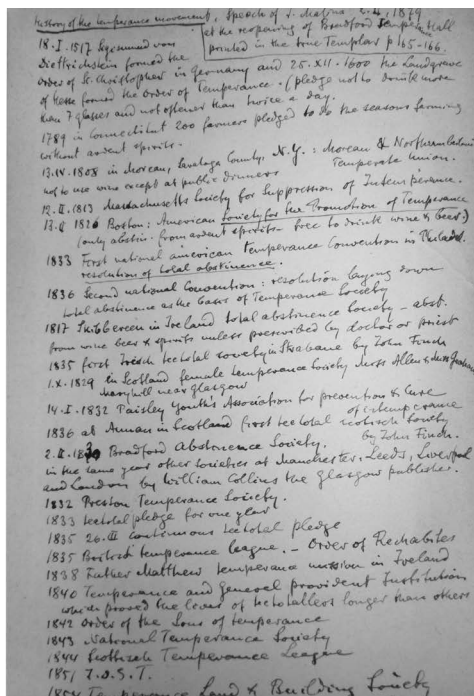 History of the temperance movement, Speech of J. Malins 1879
at the reopening of Bradford Temp. Hall
printed in the true Templar p 165-166.
18.I.1517 Sigesmund von
Dietrichstein formed the
order of St. Christopher in Germany and 25.XII.1600 the Landgrave
of Hesse formed the Order of Temperance. (pledge not to drink more
than 7 glasses and not oftener than twice a day.
1789 in Connecticut 200 farmers pledged to do the seasons farming
without ardent spirits.
13.IV.1808 in Moreau, Saratoga County, N.Y.: Moreau & Northumberland
Temperate Union.
not to use wine except at public dinners
12.II.1813 Massachusetts Society for Suppression of Intemperance.
13.II 1826 Boston: American Society for the Promotion of Temperance
(only abstin. from ardent spirits - free to drink wine & beer.)
1833 First national american Temperance Convention in Philadel.
resolution of total abstinence.
1836 Second national Convention: resolution laying down
total abstinence as the basis of Temperance Society
1817 Skibbereen in Ireland total abstinence Society - abst.
from wine beer & spirits unless prescribed by doctor or priest
1835 first Irish teetotal society in Strabane by John Finch
1.X.1829 in Scotland female temperance Society Miss Allen & Miss Graham
Maryhill near Glasgow
14.I.1832 Paisley Youth's Association for prevention & Cure
of intemperance
1836 at Annan in Scotland first teetotal scotisch Society
by John Finch.
2.II.1830 Bradford Abstinence Society.
in the same year other societies at Manchester, Leeds, Liverpool
and London by William Collins the glasgow publisher.
1832 Preston Temperance Society.
1833 teetotal pledge for one year
1835 26.III continuous teetotal pledge
1835 British temperance league. - Order of Rechabites
1838 Father Matthew temperance mission in Ireland
1840 Temperance and general provident Institution
which proved the lives of teetotallers longer than others
1842 Order of the Sons of temperance
1843 National Temperance Society
1844 Scottisch Temperance League
1851 I.O.G.T.
1854 Temperance Land & Building Society